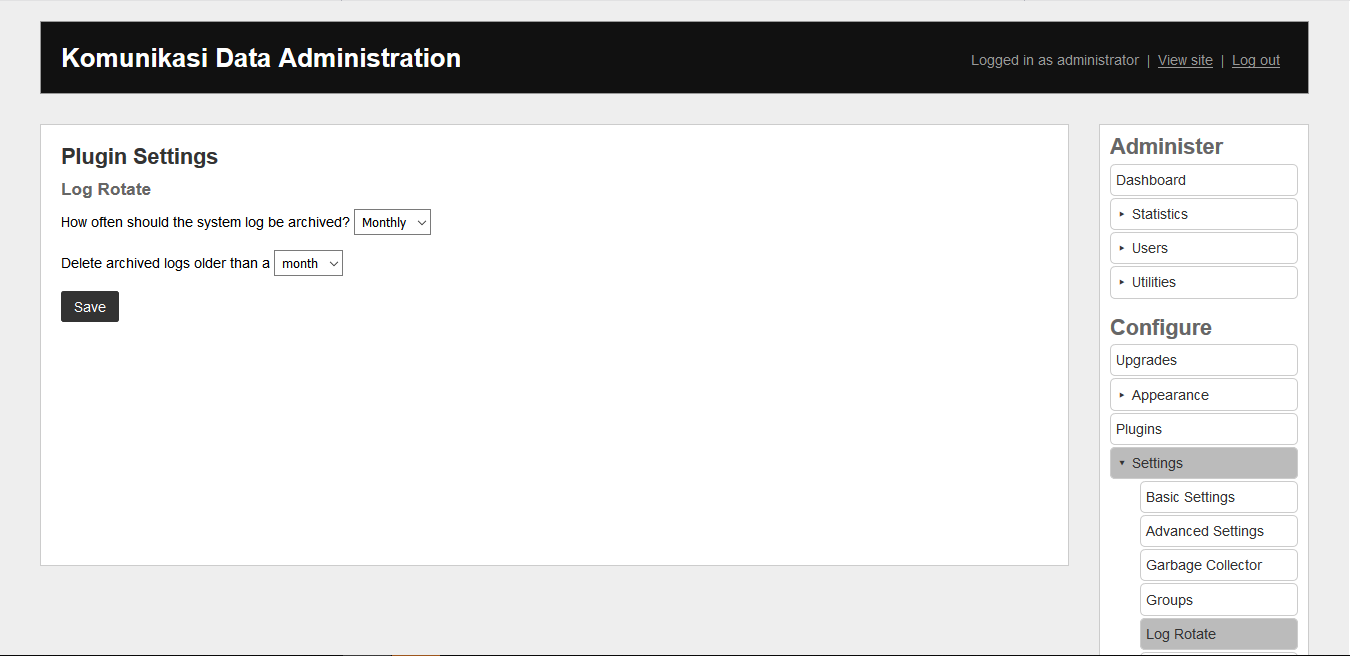 Komunikasi Data Administration
Logged in as administrator | View site | Log out
Plugin Settings
Log Rotate
How often should the system log be archived? Monthly
Delete archived logs older than a month
Save
Administer
Dashboard
Statistics
Users
Utilities
Configure
Upgrades
Appearance
Plugins
Settings
Basic Settings
Advanced Settings
Garbage Collector
Groups
Log Rotate